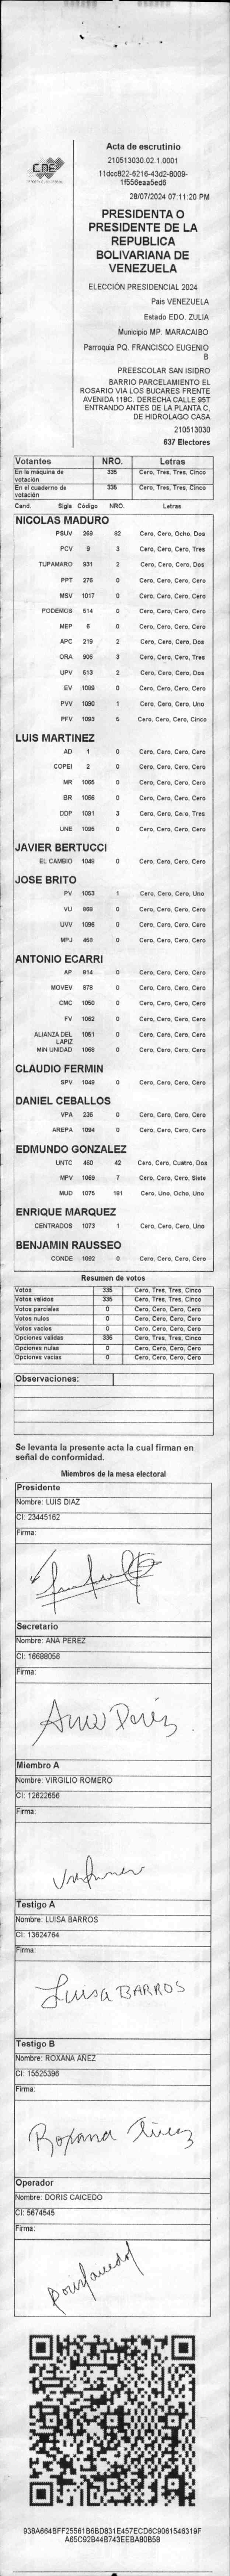 CNE
Acta de escrutinio
210513030.02.1.0001
11dcc822-6216-43d2-8009-
1f556eaa5ed6
28/07/2024 07:11:20 PM
PRESIDENTA O
PRESIDENTE DE LA
REPUBLICA
BOLIVARIANA DE
VENEZUELA
ELECCIÓN PRESIDENCIAL 2024
Pais VENEZUELA
Estado EDO. ZULIA
Municipio MP. MARACAIBO
Parroquia PQ. FRANCISCO EUGENIO
B
PREESCOLAR SAN ISIDRO
BARRIO PARCELAMIENTO EL
ROSARIO VIA LOS BUCARES FRENTE
AVENIDA 118C. DERECHA CALLE 95T
ENTRANDO ANTES DE LA PLANTA C,
DE HIDROLAGO CASA
210513030
637 Electores
Votantes NRO. Letras
En la máquina de votación 335 Cero, Tres, Tres, Cinco
En el cuaderno de votación 335 Cero, Tres, Tres, Cinco
Cand. Sigla Código NRO. Letras
NICOLAS MADURO
PSUV 269 82 Cero, Cero, Ocho, Dos
PCV 9 3 Cero, Cero, Cero, Tres
TUPAMARO 931 2 Cero, Cero, Cero, Dos
PPT 276 0 Cero, Cero, Cero, Cero
MSV 1017 0 Cero, Cero, Cero, Cero
PODEMOS 514 0 Cero, Cero, Cero, Cero
MEP 6 0 Cero, Cero, Cero, Cero
APC 219 2 Cero, Cero, Cero, Dos
ORA 906 3 Cero, Cero, Cero, Tres
UPV 513 2 Cero, Cero, Cero, Dos
EV 1099 0 Cero, Cero, Cero, Cero
PVV 1090 1 Cero, Cero, Cero, Uno
PFV 1093 5 Cero, Cero, Cero, Cinco
LUIS MARTINEZ
AD 1 0 Cero, Cero, Cero, Cero
COPEI 2 0 Cero, Cero, Cero, Cero
MR 1065 0 Cero, Cero, Cero, Cero
BR 1066 0 Cero, Cero, Cero, Cero
DDP 1091 3 Cero, Cero, Cero, Tres
UNE 1095 0 Cero, Cero, Cero, Cero
JAVIER BERTUCCI
EL CAMBIO 1048 0 Cero, Cero, Cero, Cero
JOSE BRITO
PV 1053 1 Cero, Cero, Cero, Uno
VU 968 0 Cero, Cero, Cero, Cero
UVV 1096 0 Cero, Cero, Cero, Cero
MPJ 459 0 Cero, Cero, Cero, Cero
ANTONIO ECARRI
AP 914 0 Cero, Cero, Cero, Cero
MOVEV 878 0 Cero, Cero, Cero, Cero
CMC 1050 0 Cero, Cero, Cero, Cero
FV 1062 0 Cero, Cero, Cero, Cero
ALIANZA DEL LAPIZ 1051 0 Cero, Cero, Cero, Cero
MIN UNIDAD 1068 0 Cero, Cero, Cero, Cero
CLAUDIO FERMIN
SPV 1049 0 Cero, Cero, Cero, Cero
DANIEL CEBALLOS
VPA 236 0 Cero, Cero, Cero, Cero
AREPA 1094 0 Cero, Cero, Cero, Cero
EDMUNDO GONZALEZ
UNTC 460 42 Cero, Cero, Cuatro, Dos
MPV 1069 7 Cero, Cero, Cero, Siete
MUD 1075 181 Cero, Uno, Ocho, Uno
ENRIQUE MARQUEZ
CENTRADOS 1073 1 Cero, Cero, Cero, Uno
BENJAMIN RAUSSEO
CONDE 1092 0 Cero, Cero, Cero, Cero
Resumen de votos
Votos 335 Cero, Tres, Tres, Cinco
Votos validos 335 Cero, Tres, Tres, Cinco
Votos parciales 0 Cero, Cero, Cero, Cero
Votos nulos 0 Cero, Cero, Cero, Cero
Votos vacios 0 Cero, Cero, Cero, Cero
Opciones validas 335 Cero, Tres, Tres, Cinco
Opciones nulas 0 Cero, Cero, Cero, Cero
Opciones vacias 0 Cero, Cero, Cero, Cero
Observaciones:
Se levanta la presente acta la cual firman en
señal de conformidad.
Miembros de la mesa electoral
Presidente
Nombre: LUIS DIAZ
CI: 23445162
Firma:
Secretario
Nombre: ANA PEREZ
CI: 16688056
Firma:
Ana Peréz
Miembro A
Nombre: VIRGILIO ROMERO
CI: 12622656
Firma:
Testigo A
Nombre: LUISA BARROS
CI: 13624764
Firma:
Luisa BARROS
Testigo B
Nombre: ROXANA AÑEZ
CI: 15525396
Firma:
Roxana
Operador
Nombre: DORIS CAICEDO
CI: 5674545
Firma:
938A664BFF25561B6BD831E457ECD6C9061546319F
A65C92B44B743EEBA80B58